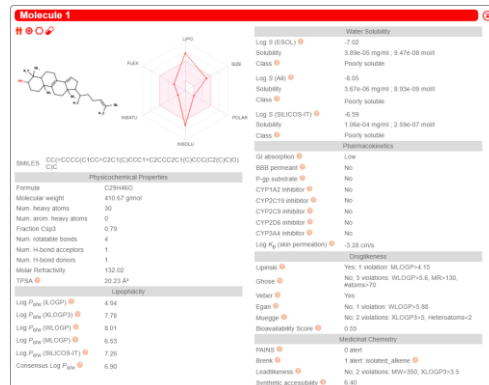 Molecule 1
LIPO
FLEX
SIZE
INSATU
POLAR
INSOLU
SMILES CC(=CCCC(C1CC=C2C1(C)CCC1=C2CCC2C1(C)CCC(C2(C)C)O)
C)C
Physicochemical Properties
Formula C29H46O
Molecular weight 410.67 g/mol
Num. heavy atoms 30
Num. arom. heavy atoms 0
Fraction Csp3 0.79
Num. rotatable bonds 4
Num. H-bond acceptors 1
Num. H-bond donors 1
Molar Refractivity 132.02
TPSA 20.23 Å²
Lipophilicity
Log Po/w (iLOGP) 4.94
Log Po/w (XLOGP3) 7.78
Log Po/w (WLOGP) 8.01
Log Po/w (MLOGP) 6.53
Log Po/w (SILICOS-IT) 7.26
Consensus Log Po/w 6.90
Water Solubility
Log S (ESOL) -7.02
Solubility 3.89e-05 mg/ml ; 9.47e-08 mol/l
Class Poorly soluble
Log S (Ali) -8.05
Solubility 3.67e-06 mg/ml ; 8.93e-09 mol/l
Class Poorly soluble
Log S (SILICOS-IT) -6.59
Solubility 1.06e-04 mg/ml ; 2.59e-07 mol/l
Class Poorly soluble
Pharmacokinetics
GI absorption Low
BBB permeant No
P-gp substrate No
CYP1A2 inhibitor No
CYP2C19 inhibitor No
CYP2C9 inhibitor No
CYP2D6 inhibitor No
CYP3A4 inhibitor No
Log Kp (skin permeation) -3.28 cm/s
Druglikeness
Lipinski Yes; 1 violation: MLOGP>4.15
Ghose No; 3 violations: WLOGP>5.6, MR>130,
#atoms>70
Veber Yes
Egan No; 1 violation: WLOGP>5.88
Muegge No; 2 violations: XLOGP3>5, Heteroatoms<2
Bioavailability Score 0.55
Medicinal Chemistry
PAINS 0 alert
Brenk 1 alert: isolated_alkene
Leadlikeness No; 2 violations: MW>350, XLOGP3>3.5
Synthetic accessibility 6.40